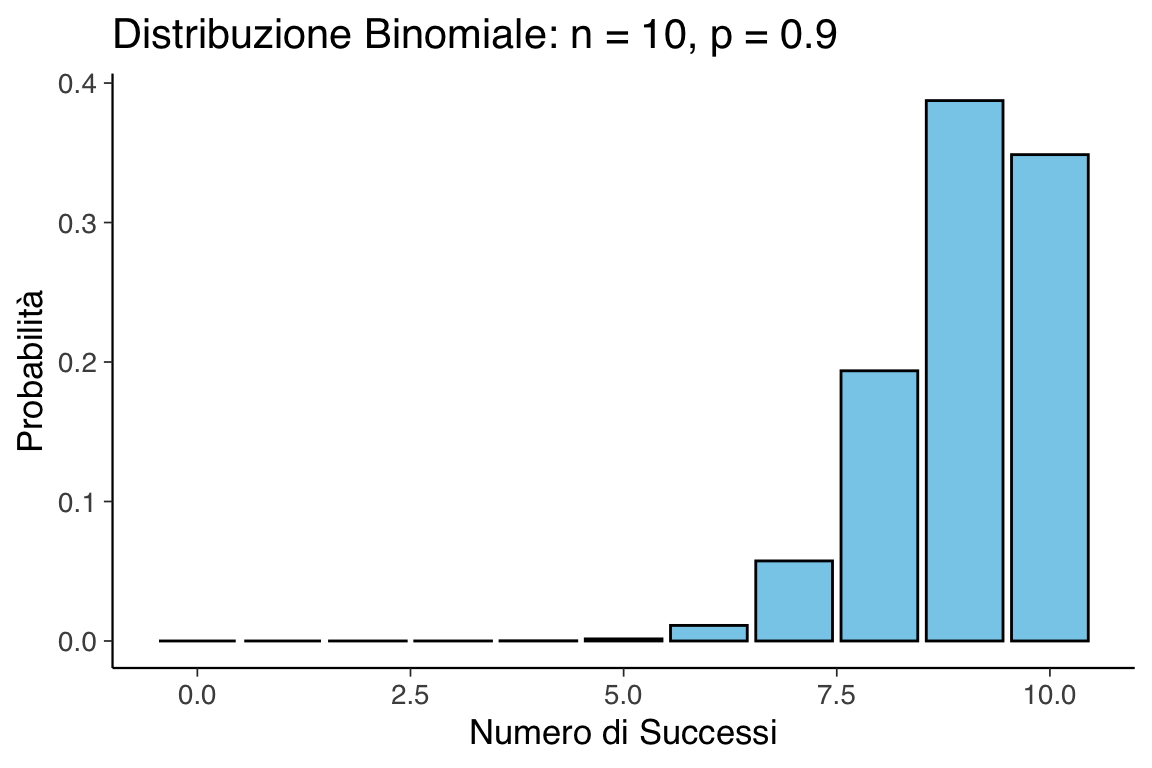 Distribuzione Binomiale: n = 10, p = 0.9
0.4
0.3
0.2
0.1
0.0
Probabilità
0.0 2.5 5.0 7.5 10.0
Numero di Successi